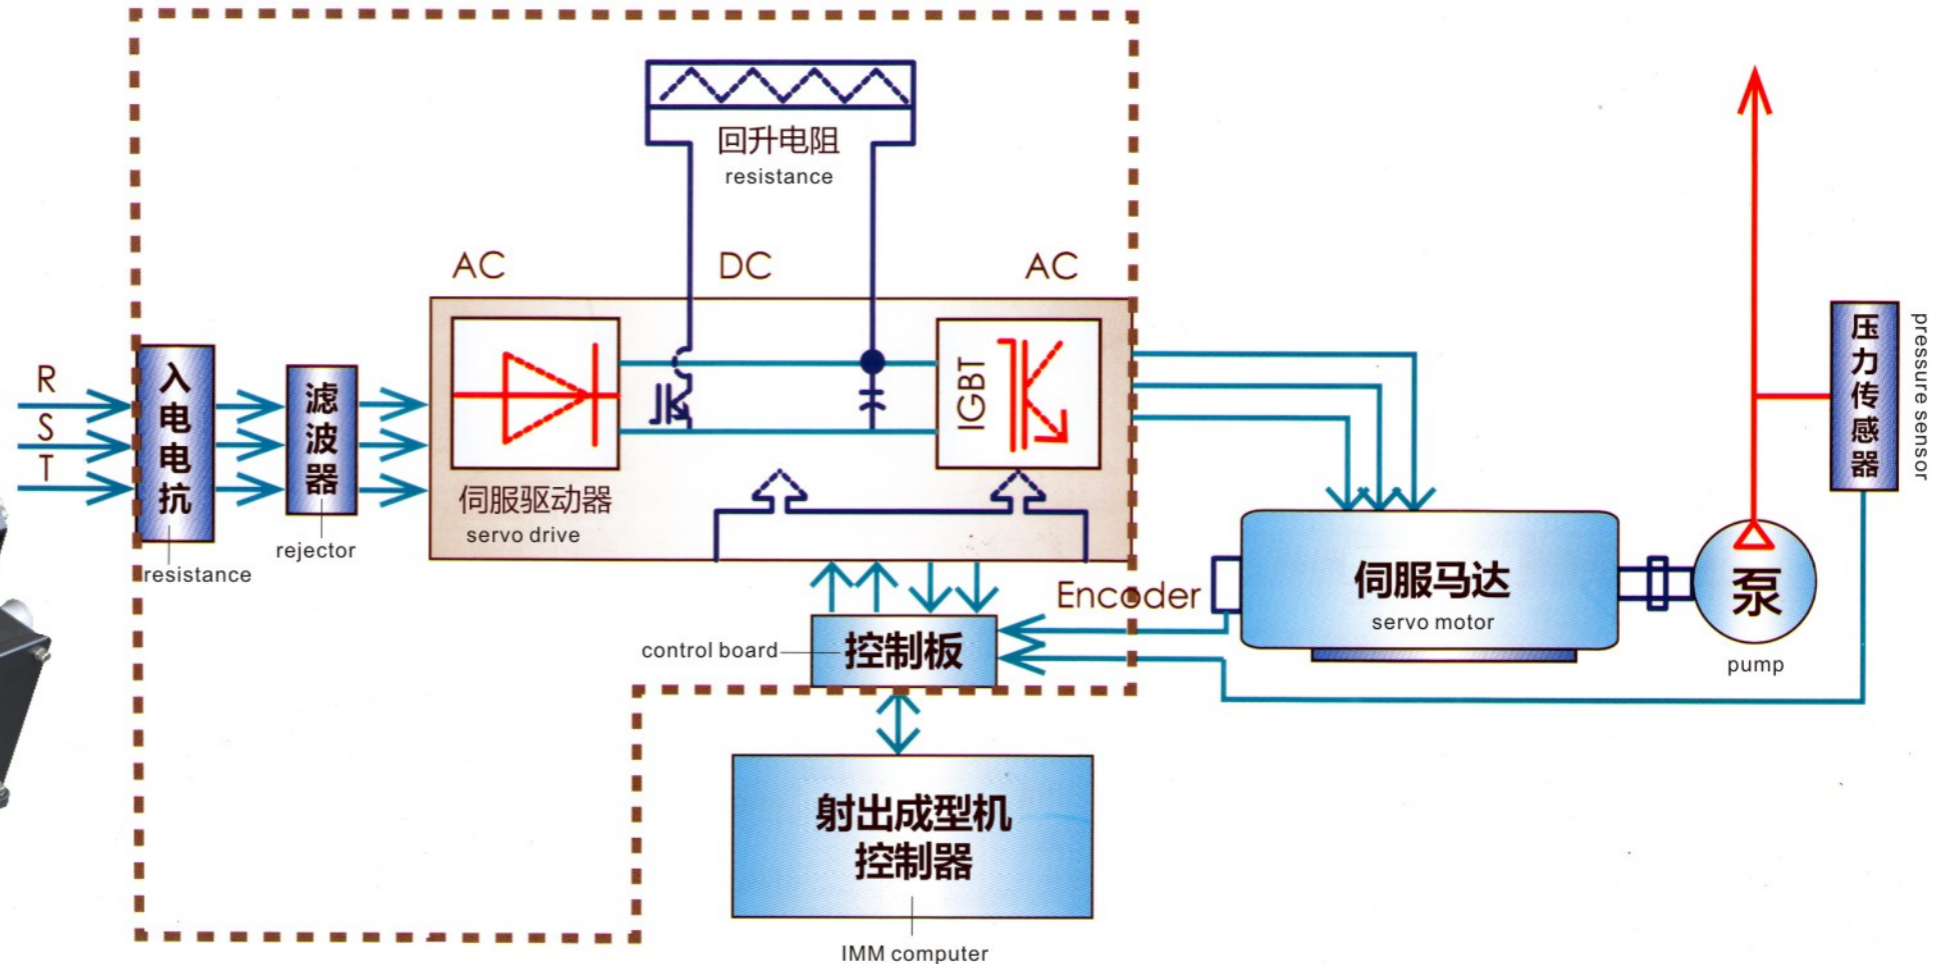 回升电阻
resistance
AC
DC
AC
R
S
T
入电电抗
resistance
滤波器
rejector
IGBT
伺服驱动器
servo drive
压力传感器
pressure sensor
Encoder
伺服马达
servo motor
泵
pump
control board
控制板
射出成型机
控制器
IMM computer